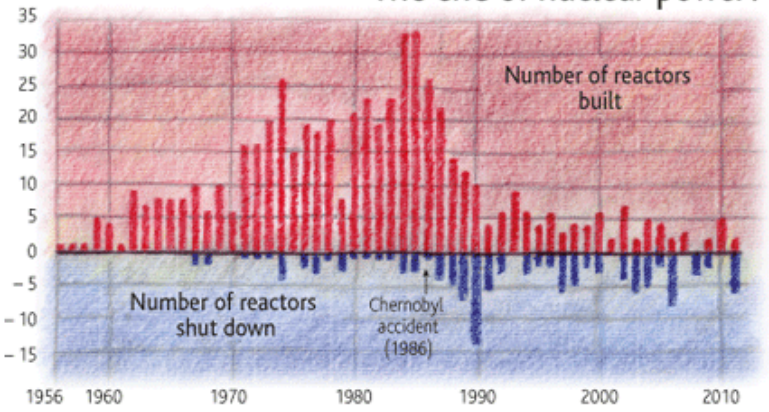 35
30
Number of reactors
built
25
20
15
10
5
0
– 5
Number of reactors
shut down
Chernobyl
accident
(1986)
– 10
– 15
1956 1960 1970 1980 1990 2000 2010